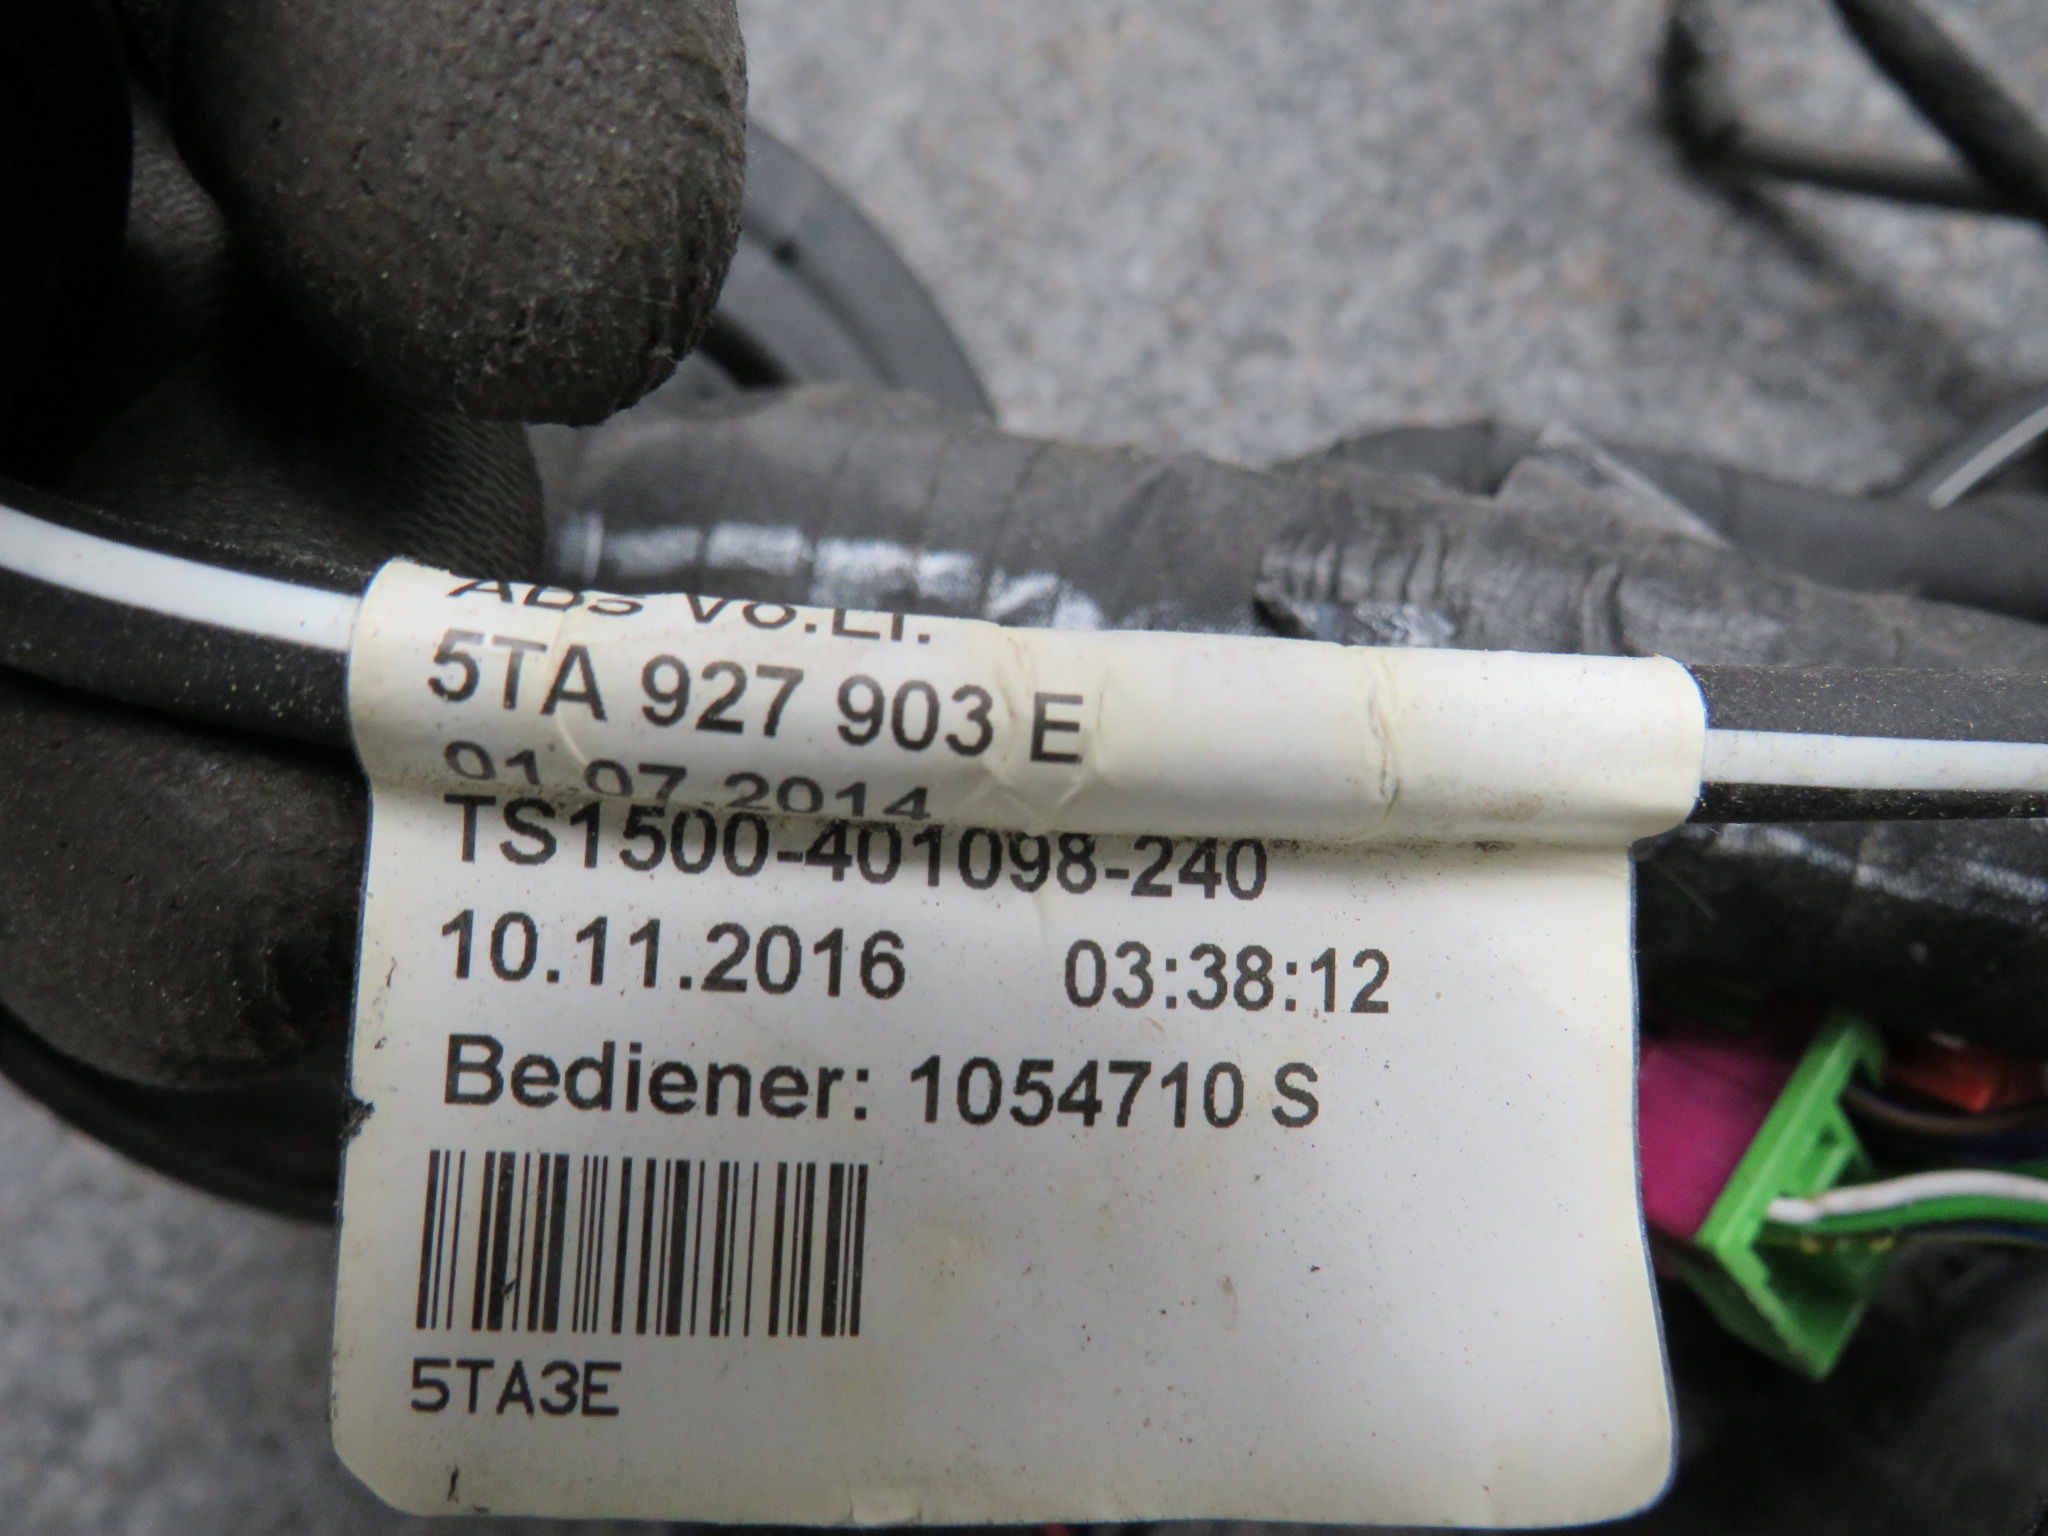 ABS Vo.Li.
5TA 927 903 E
01.07.2014
TS1500-401098-240
10.11.2016 03:38:12
Bediener: 1054710 S
5TA3E